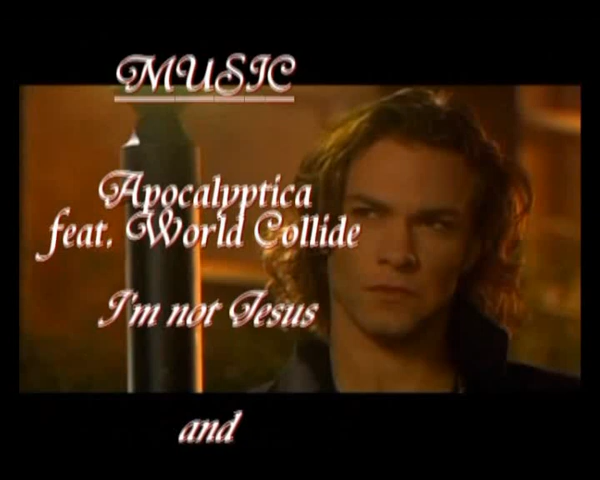 MUSIC
Apocalyptica
feat. World Collide
I'm not Jesus
and